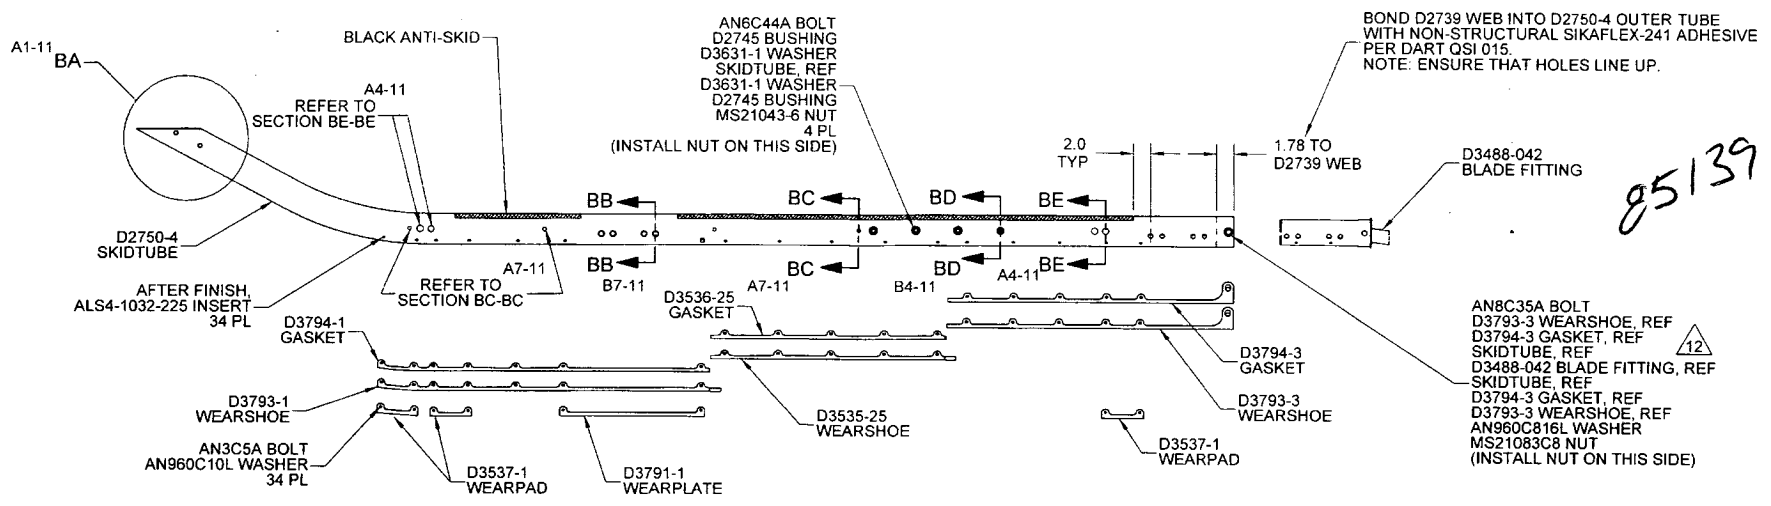 A1-11
BA
BLACK ANTI-SKID
A4-11
REFER TO
SECTION BE-BE
AN6C44A BOLT
D2745 BUSHING
D3631-1 WASHER
SKIDTUBE, REF
D3631-1 WASHER
D2745 BUSHING
MS21043-6 NUT
4 PL
(INSTALL NUT ON THIS SIDE)
BOND D2739 WEB INTO D2750-4 OUTER TUBE
WITH NON-STRUCTURAL SIKAFLEX-241 ADHESIVE
PER DART QSI 015.
NOTE: ENSURE THAT HOLES LINE UP.
2.0
TYP
1.78 TO
D2739 WEB
D3488-042
BLADE FITTING
85139
BB
BC
BD
BE
D2750-4
SKIDTUBE
BB
BC
BD
BE
A7-11
B7-11
A7-11
B4-11
A4-11
REFER TO
SECTION BC-BC
AFTER FINISH,
ALS4-1032-225 INSERT
34 PL
D3794-1
GASKET
D3536-25
GASKET
D3794-3
GASKET
D3793-1
WEARSHOE
D3535-25
WEARSHOE
D3793-3
WEARSHOE
AN3C5A BOLT
AN960C10L WASHER
34 PL
D3537-1
WEARPAD
D3791-1
WEARPLATE
D3537-1
WEARPAD
AN8C35A BOLT
D3793-3 WEARSHOE, REF
D3794-3 GASKET, REF
SKIDTUBE, REF
12
D3488-042 BLADE FITTING, REF
SKIDTUBE, REF
D3794-3 GASKET, REF
D3793-3 WEARSHOE, REF
AN960C816L WASHER
MS21083C8 NUT
(INSTALL NUT ON THIS SIDE)